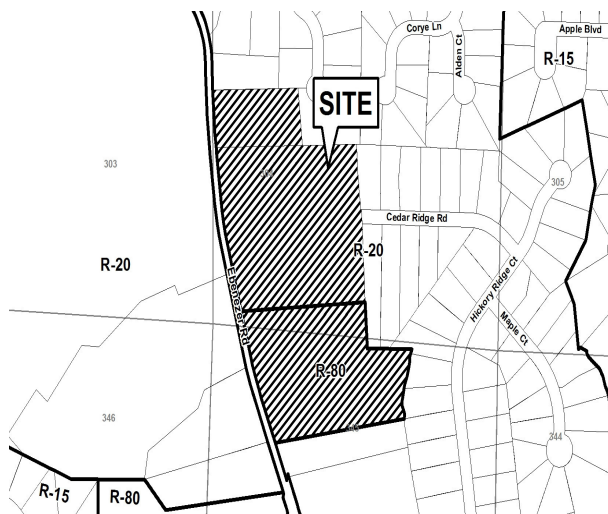 Corye Ln
Apple Blvd
Alden Ct
R-15
SITE
303
305
Cedar Ridge Rd
R-20
R-20
Ebenezer Rd
Hickory Ridge Ct
Maple Ct
R-80
346
344
R-15
R-80